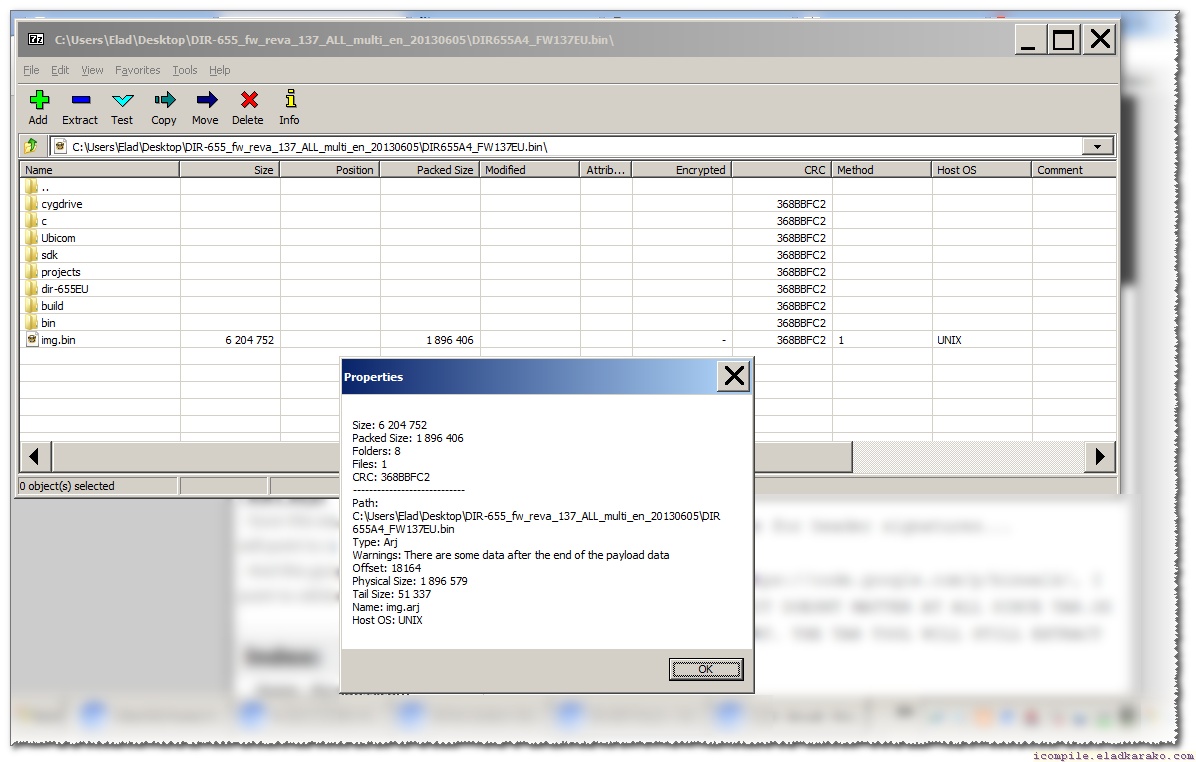 7z C:\Users\Elad\Desktop\DIR-655_fw_reva_137_ALL_multi_en_20130605\DIR655A4_FW137EU.bin\
File Edit View Favorites Tools Help
Add Extract Test Copy Move Delete Info
C:\Users\Elad\Desktop\DIR-655_fw_reva_137_ALL_multi_en_20130605\DIR655A4_FW137EU.bin\
Name Size Position Packed Size Modified Attrib... Encrypted CRC Method Host OS Comment
..
cygdrive 368BBFC2
c 368BBFC2
Ubicom 368BBFC2
sdk 368BBFC2
projects 368BBFC2
dir-655EU 368BBFC2
build 368BBFC2
bin 368BBFC2
img.bin 6 204 752 1 896 406 - 368BBFC2 1 UNIX
Properties
Size: 6 204 752
Packed Size: 1 896 406
Folders: 8
Files: 1
CRC: 368BBFC2
----------------------------
Path:
C:\Users\Elad\Desktop\DIR-655_fw_reva_137_ALL_multi_en_20130605\DIR
655A4_FW137EU.bin
Type: Arj
Warnings: There are some data after the end of the payload data
Offset: 18164
Physical Size: 1 896 579
Tail Size: 51 337
Name: img.arj
Host OS: UNIX
OK
0 object(s) selected
for header signatures...
icompile.eladkarako.com